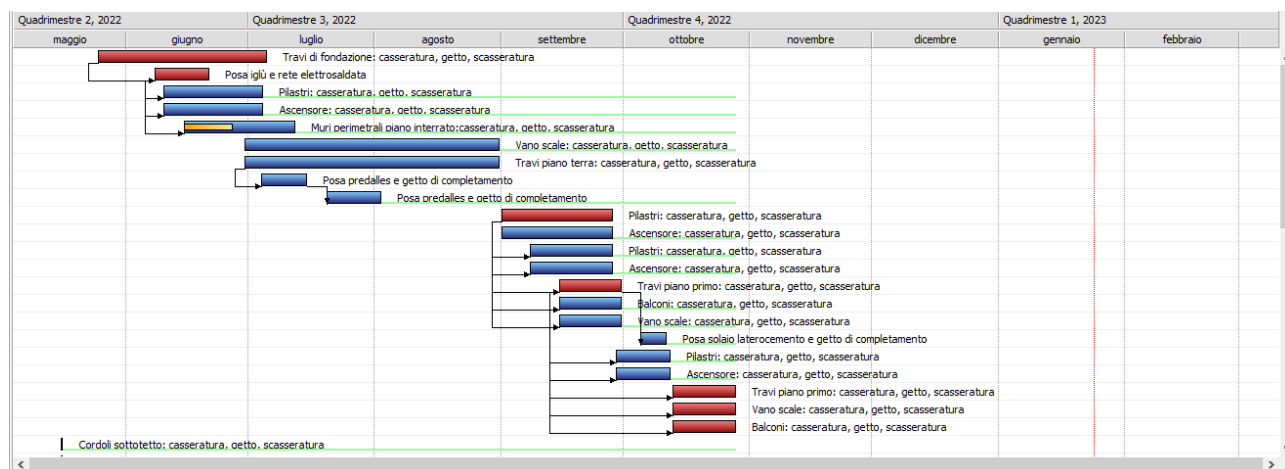 Quadrimestre 2, 2022 Quadrimestre 3, 2022 Quadrimestre 4, 2022 Quadrimestre 1, 2023
maggio giugno luglio agosto settembre ottobre novembre dicembre gennaio febbraio
Travi di fondazione: casseratura, getto, scasseratura
Posa iglù e rete elettrosaldata
Pilastri: casseratura, getto, scasseratura
Ascensore: casseratura, getto, scasseratura
Muri perimetrali piano interrato:casseratura, getto, scasseratura
Vano scale: casseratura, getto, scasseratura
Travi piano terra: casseratura, getto, scasseratura
Posa predalles e getto di completamento
Posa predalles e getto di completamento
Pilastri: casseratura, getto, scasseratura
Ascensore: casseratura, getto, scasseratura
Pilastri: casseratura, getto, scasseratura
Ascensore: casseratura, getto, scasseratura
Travi piano primo: casseratura, getto, scasseratura
Balconi: casseratura, getto, scasseratura
Vano scale: casseratura, getto, scasseratura
Posa solaio laterocemento e getto di completamento
Pilastri: casseratura, getto, scasseratura
Ascensore: casseratura, getto, scasseratura
Travi piano primo: casseratura, getto, scasseratura
Vano scale: casseratura, getto, scasseratura
Balconi: casseratura, getto, scasseratura
Cordoli sottotetto: casseratura, getto, scasseratura